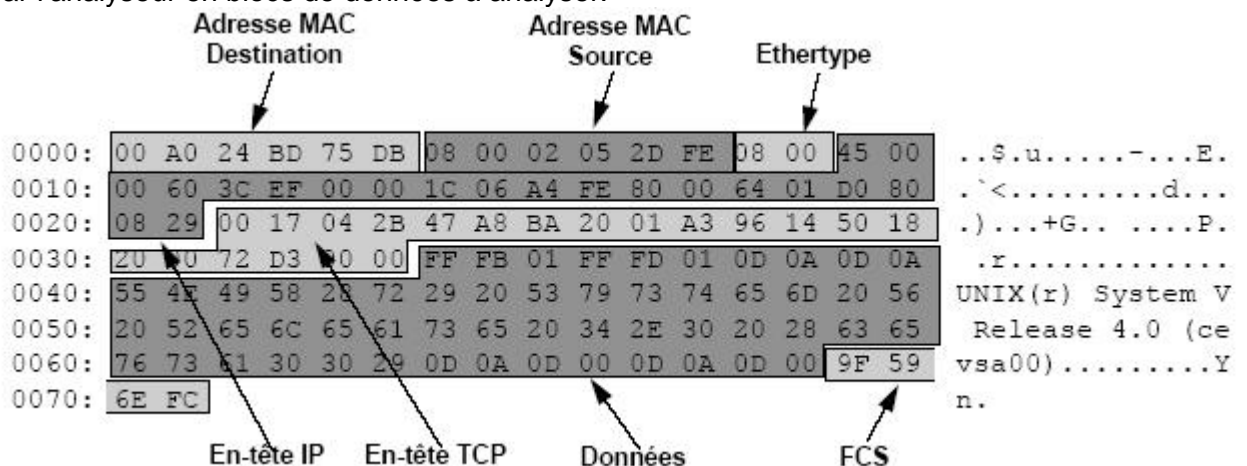 Adresse MAC Destination
Adresse MAC Source
Ethertype
0000: 00 A0 24 BD 75 DB 08 00 02 05 2D FE 08 00 45 00 ..$.u.....-...E.
0010: 00 60 3C EF 00 00 1C 06 A4 FE 80 00 64 01 D0 80 .`<.........d...
0020: 08 29 00 17 04 2B 47 A8 BA 20 01 A3 96 14 50 18 .)...+G.. ....P.
0030: 20 72 D3 00 FF FB 01 FF FD 01 0D 0A 0D 0A .r.............
0040: 55 4E 49 58 28 72 29 20 53 79 73 74 65 6D 20 56 UNIX(r) System V
0050: 20 52 65 6C 65 61 73 65 20 34 2E 30 20 28 63 65 Release 4.0 (ce
0060: 76 73 61 30 30 29 0D 0A 0D 00 0D 0A 0D 00 9F 59 vsa00).........Y
0070: 6E FC n.
En-tête IP
En-tête TCP
Données
FCS